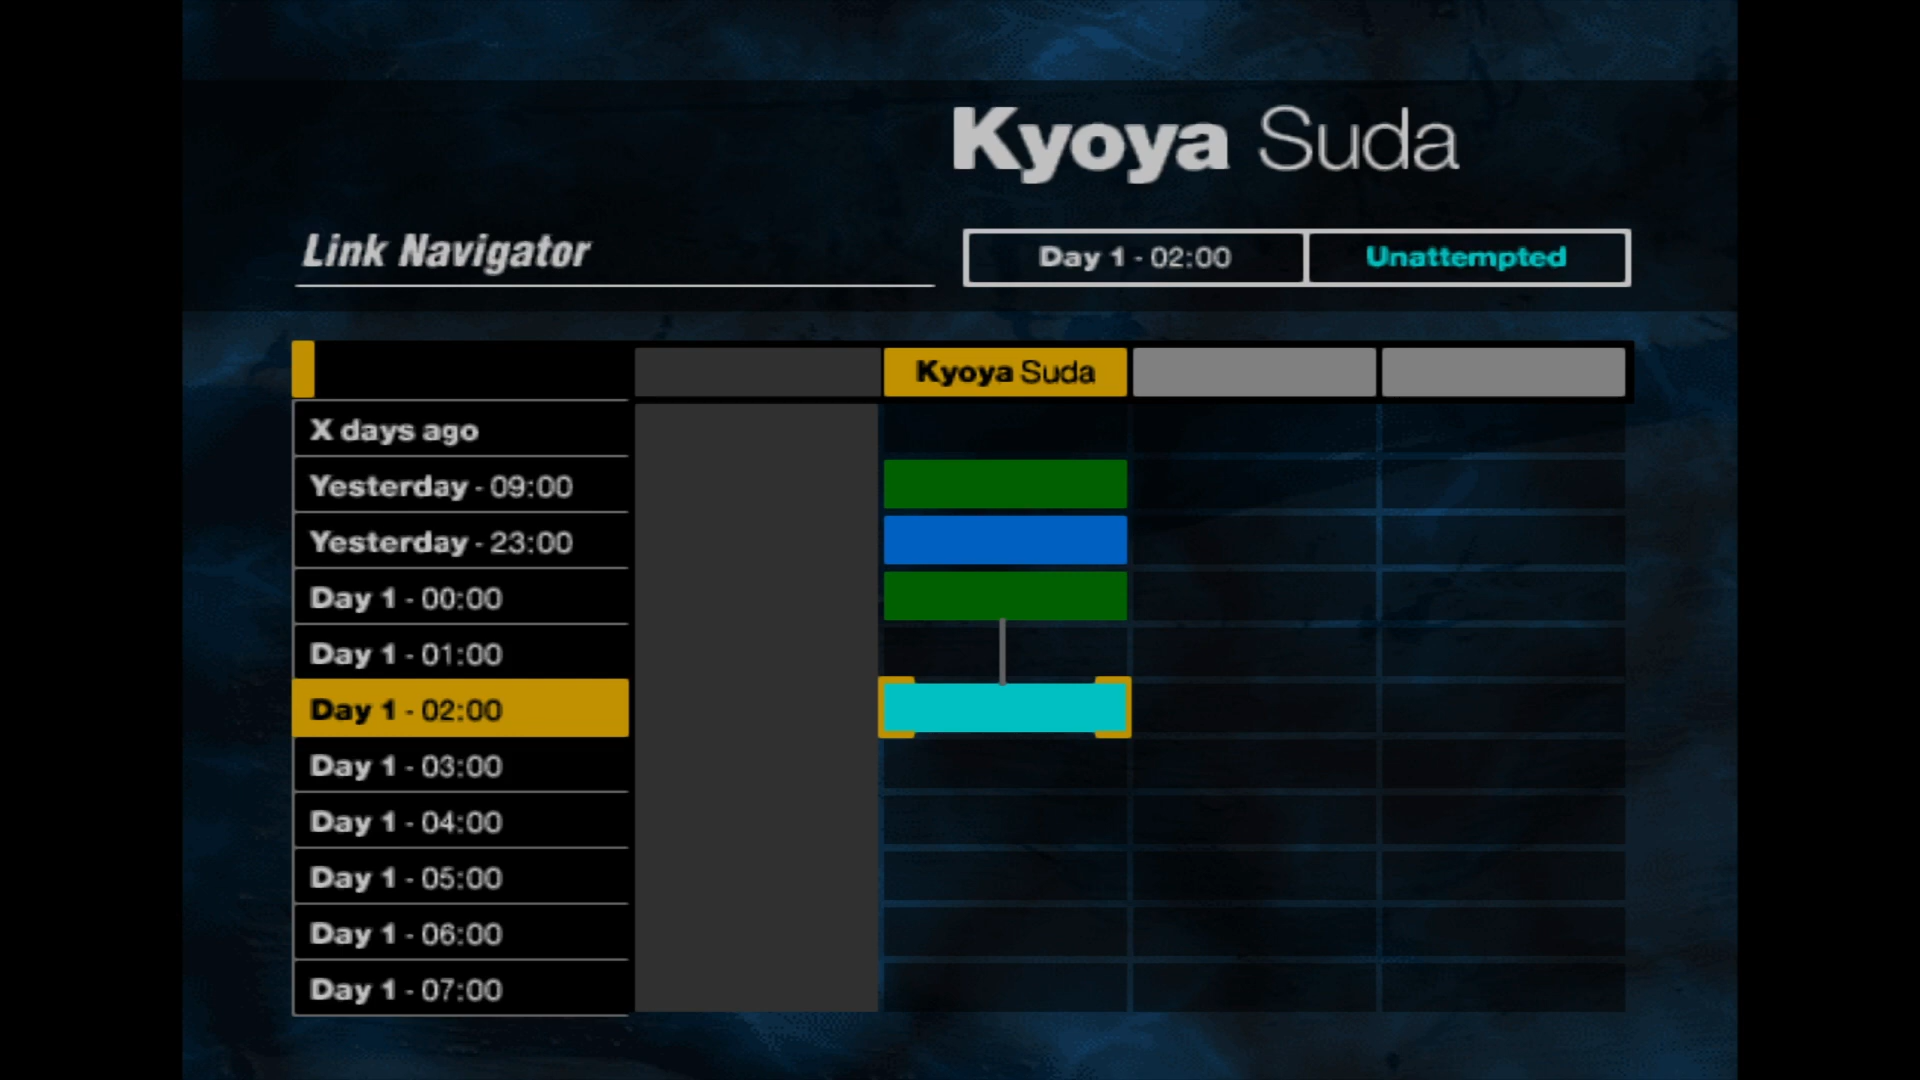 Kyoya Suda
Link Navigator
Day 1 - 02:00
Unattempted
Kyoya Suda
X days ago
Yesterday - 09:00
Yesterday - 23:00
Day 1 - 00:00
Day 1 - 01:00
Day 1 - 02:00
Day 1 - 03:00
Day 1 - 04:00
Day 1 - 05:00
Day 1 - 06:00
Day 1 - 07:00